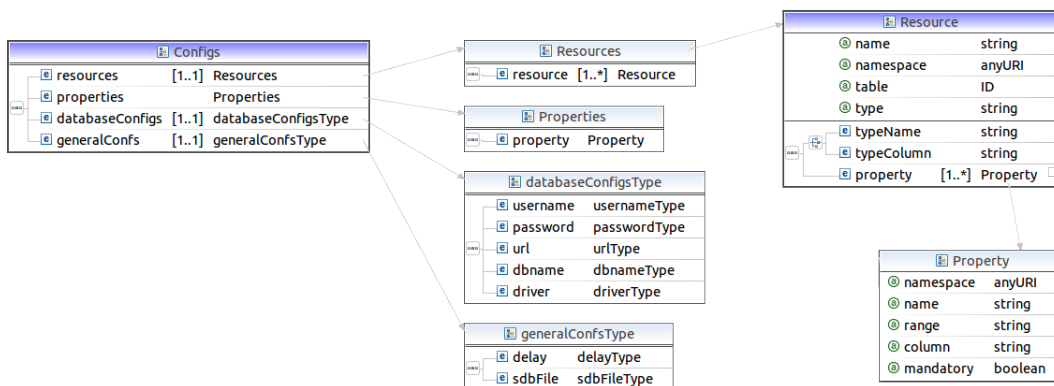 Configs
resources [1..1] Resources
properties Properties
databaseConfigs [1..1] databaseConfigsType
generalConfs [1..1] generalConfsType
Resources
resource [1..*] Resource
Properties
property Property
databaseConfigsType
username usernameType
password passwordType
url urlType
dbname dbnameType
driver driverType
generalConfsType
delay delayType
sdbFile sdbFileType
Resource
name string
namespace anyURI
table ID
type string
typeName string
typeColumn string
property [1..*] Property
Property
namespace anyURI
name string
range string
column string
mandatory boolean